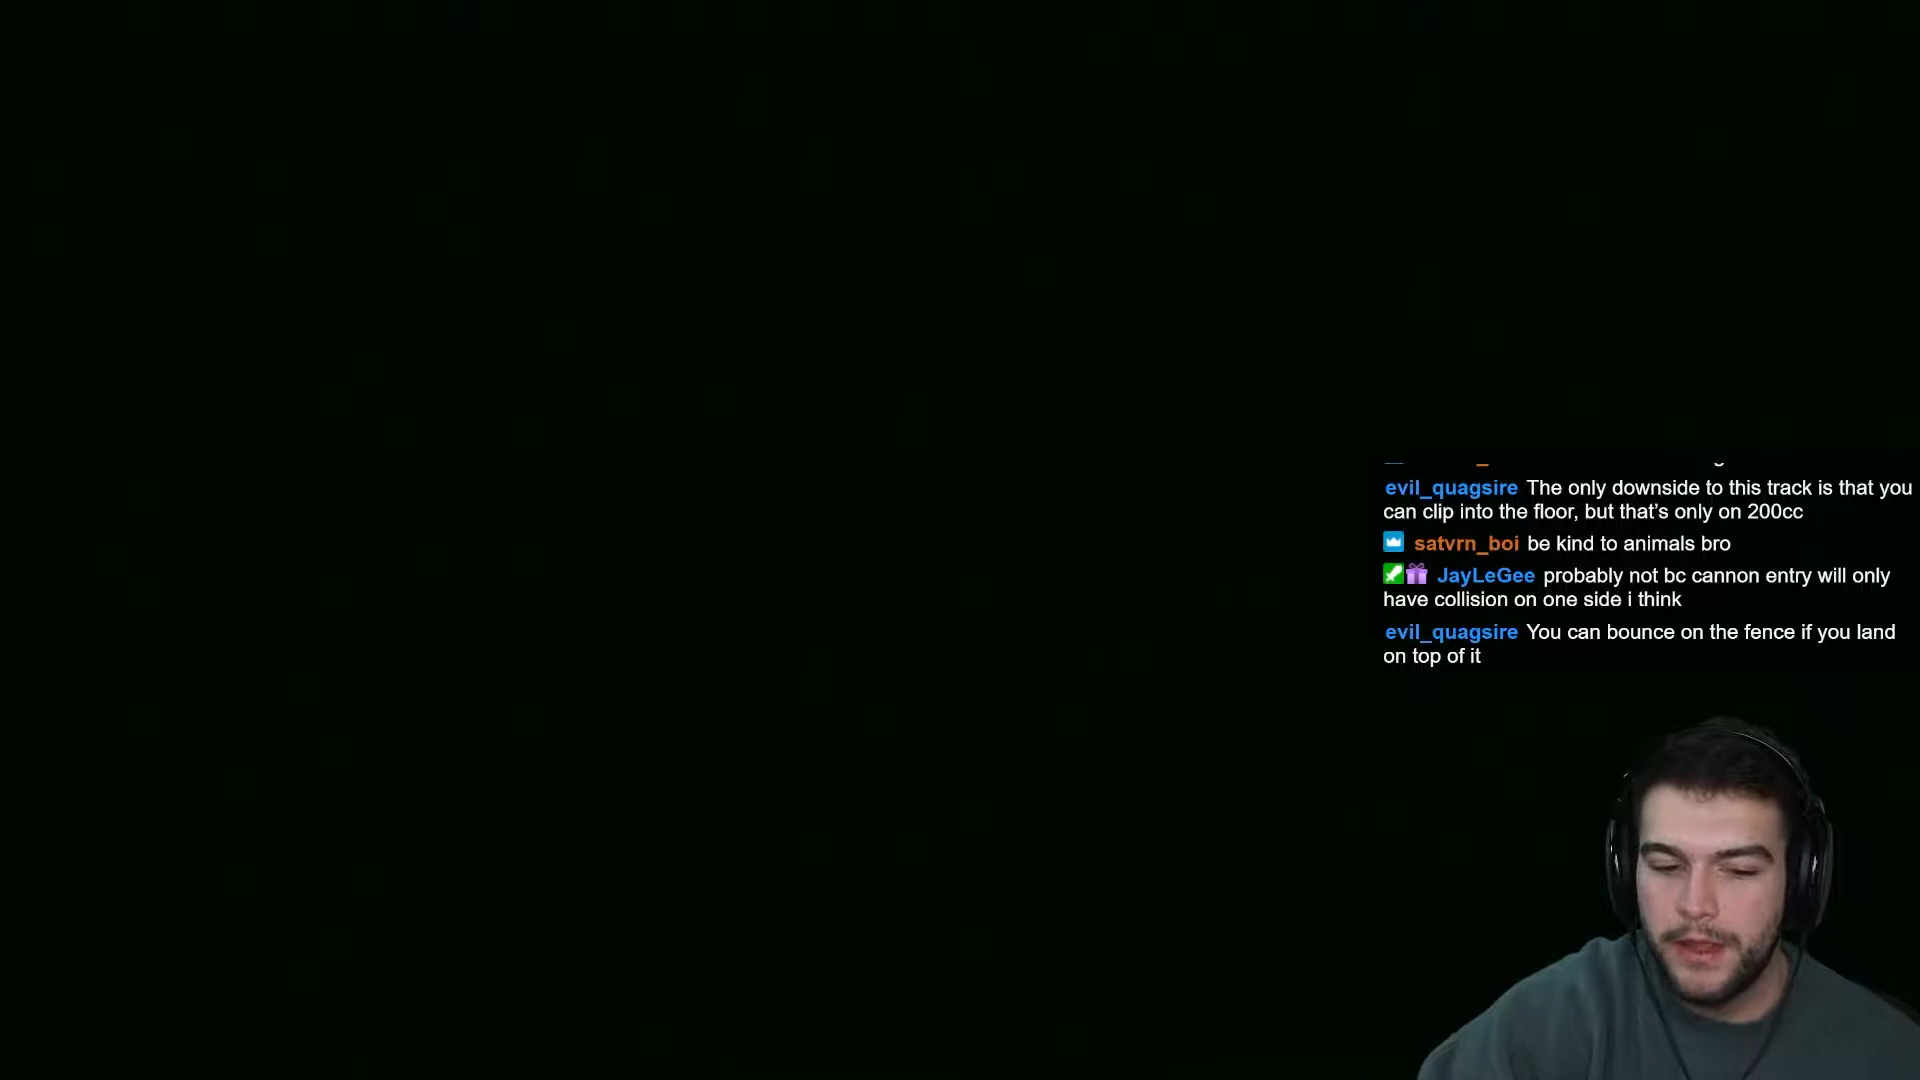 evil_quagsire The only downside to this track is that you
can clip into the floor, but that’s only on 200cc
satvrn_boi be kind to animals bro
JayLeGee probably not bc cannon entry will only
have collision on one side i think
evil_quagsire You can bounce on the fence if you land
on top of it